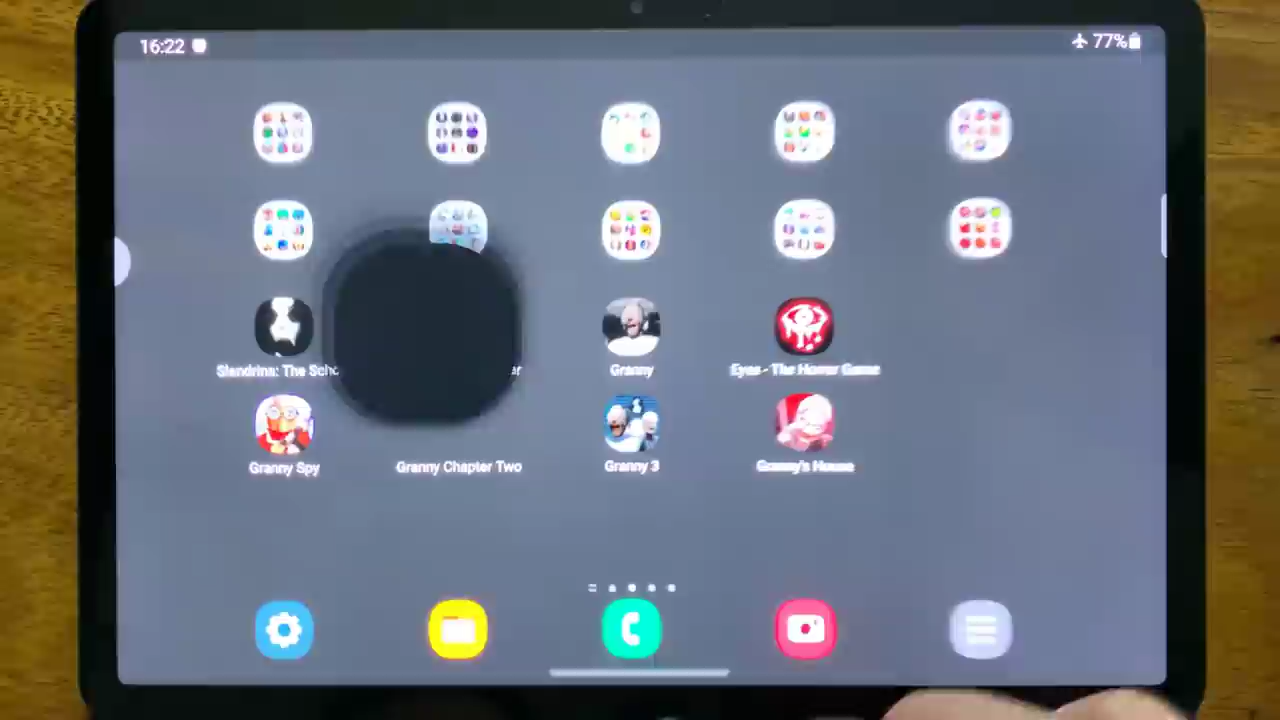 16:22
77%
Slendrina: The Scho
er
Granny
Eyes - The Horror Game
Granny Spy
Granny Chapter Two
Granny 3
Granny's House